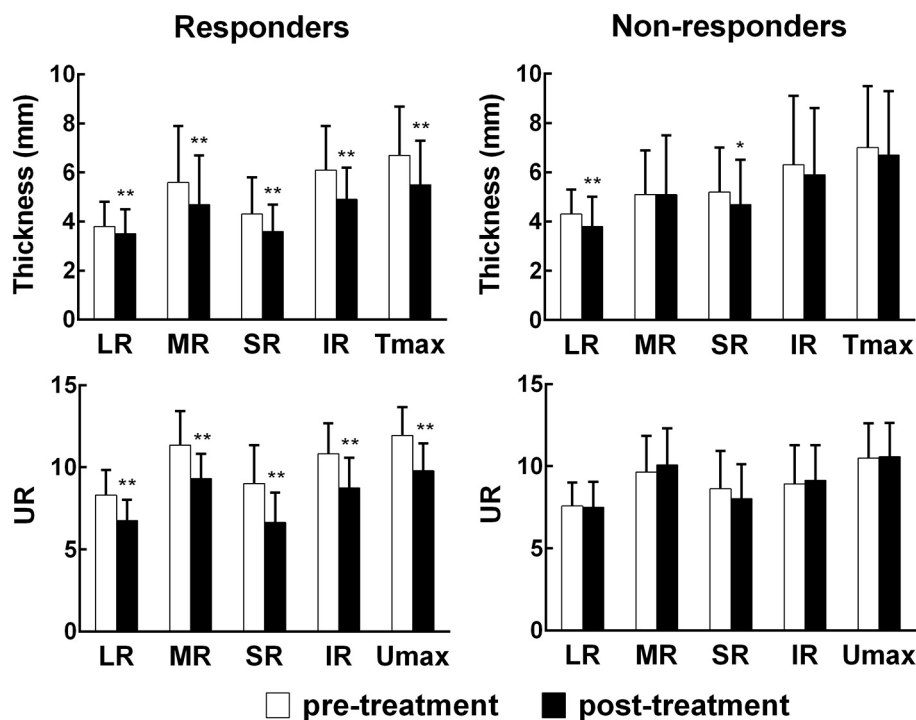 Responders
Non-responders
Thickness (mm)
10
8
6
4
2
0
** ** ** ** **
LR MR SR IR Tmax
Thickness (mm)
10
8
6
4
2
0
** *
LR MR SR IR Tmax
UR
15
10
5
0
** ** ** ** **
LR MR SR IR Umax
UR
15
10
5
0
LR MR SR IR Umax
pre-treatment post-treatment